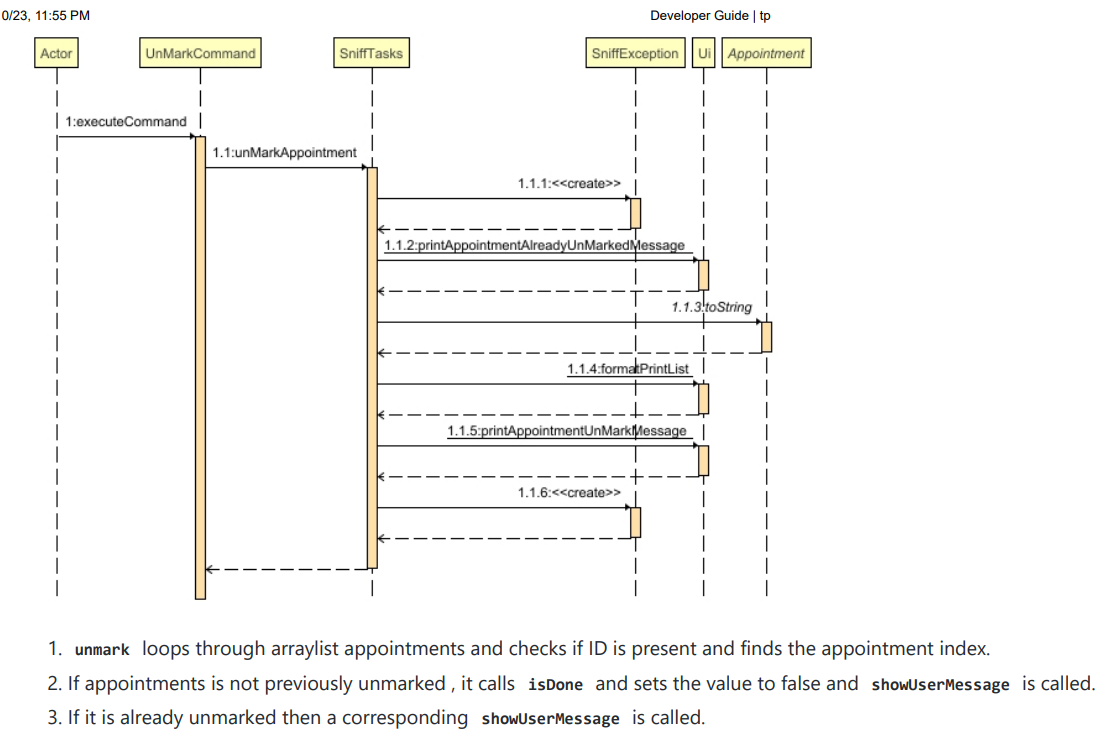 0/23, 11:55 PM Developer Guide | tp
Actor UnMarkCommand SniffTasks SniffException Ui Appointment
1:executeCommand
1.1:unMarkAppointment
1.1.1:<<create>>
1.1.2:printAppointmentAlreadyUnMarkedMessage
1.1.3:toString
1.1.4:formatPrintList
1.1.5:printAppointmentUnMarkMessage
1.1.6:<<create>>
1. unmark loops through arraylist appointments and checks if ID is present and finds the appointment index.
2. If appointments is not previously unmarked , it calls isDone and sets the value to false and showUserMessage is called.
3. If it is already unmarked then a corresponding showUserMessage is called.